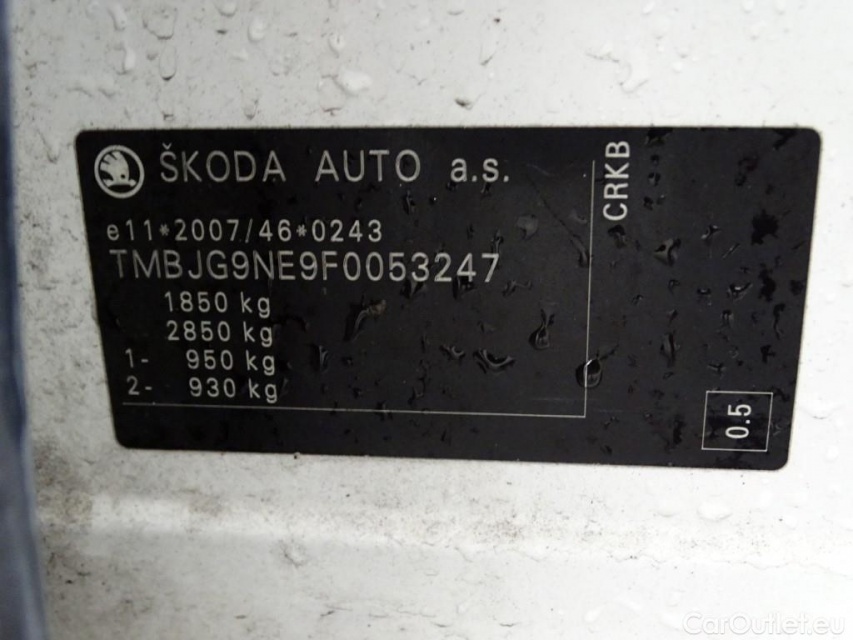 ŠKODA AUTO a.s.
e11*2007/46*0243
TMBJG9NE9F0053247
1850 kg
2850 kg
1- 950 kg
2- 930 kg
CRKB
0.5
CarOutlet.eu